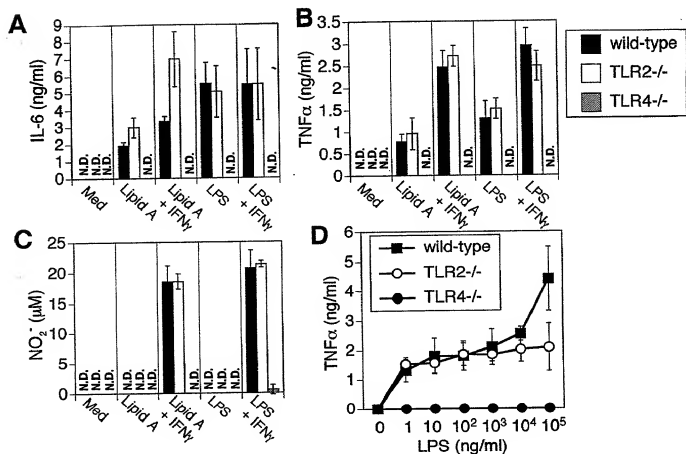 A
IL-6 (ng/ml)
9
8
7
6
5
4
3
2
1
0
N.D.
N.D.
N.D.
N.D.
N.D.
N.D.
N.D.
Med
Lipid A
Lipid A
+ IFNγ
LPS
LPS
+ IFNγ
B
TNFα (ng/ml)
3.5
3
2.5
2
1.5
1
0.5
0
N.D.
N.D.
N.D.
N.D.
N.D.
N.D.
N.D.
Med
Lipid A
Lipid A
+ IFNγ
LPS
LPS
+ IFNγ
wild-type
TLR2-/-
TLR4-/-
C
NO₂⁻ (µM)
25
20
15
10
5
0
N.D.
N.D.
N.D.
N.D.
N.D.
N.D.
N.D.
N.D.
N.D.
N.D.
Med
Lipid A
Lipid A
+ IFNγ
LPS
LPS
+ IFNγ
D
wild-type
TLR2-/-
TLR4-/-
TNFα (ng/ml)
6
5
4
3
2
1
0
0 1 10 10² 10³ 10⁴ 10⁵
LPS (ng/ml)